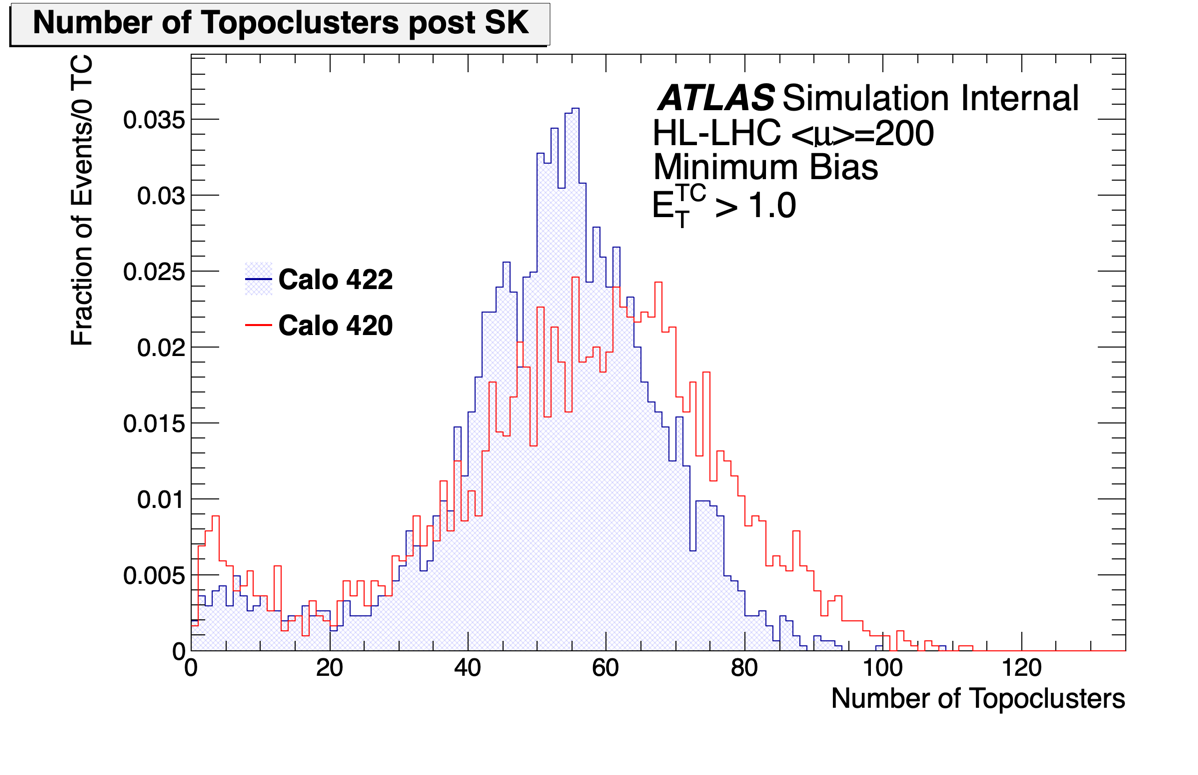 Number of Topoclusters post SK
Fraction of Events/0 TC
ATLAS Simulation Internal
HL-LHC <μ>=200
Minimum Bias
E_T^TC > 1.0
Calo 422
Calo 420
0.035
0.03
0.025
0.02
0.015
0.01
0.005
0
0 20 40 60 80 100 120
Number of Topoclusters